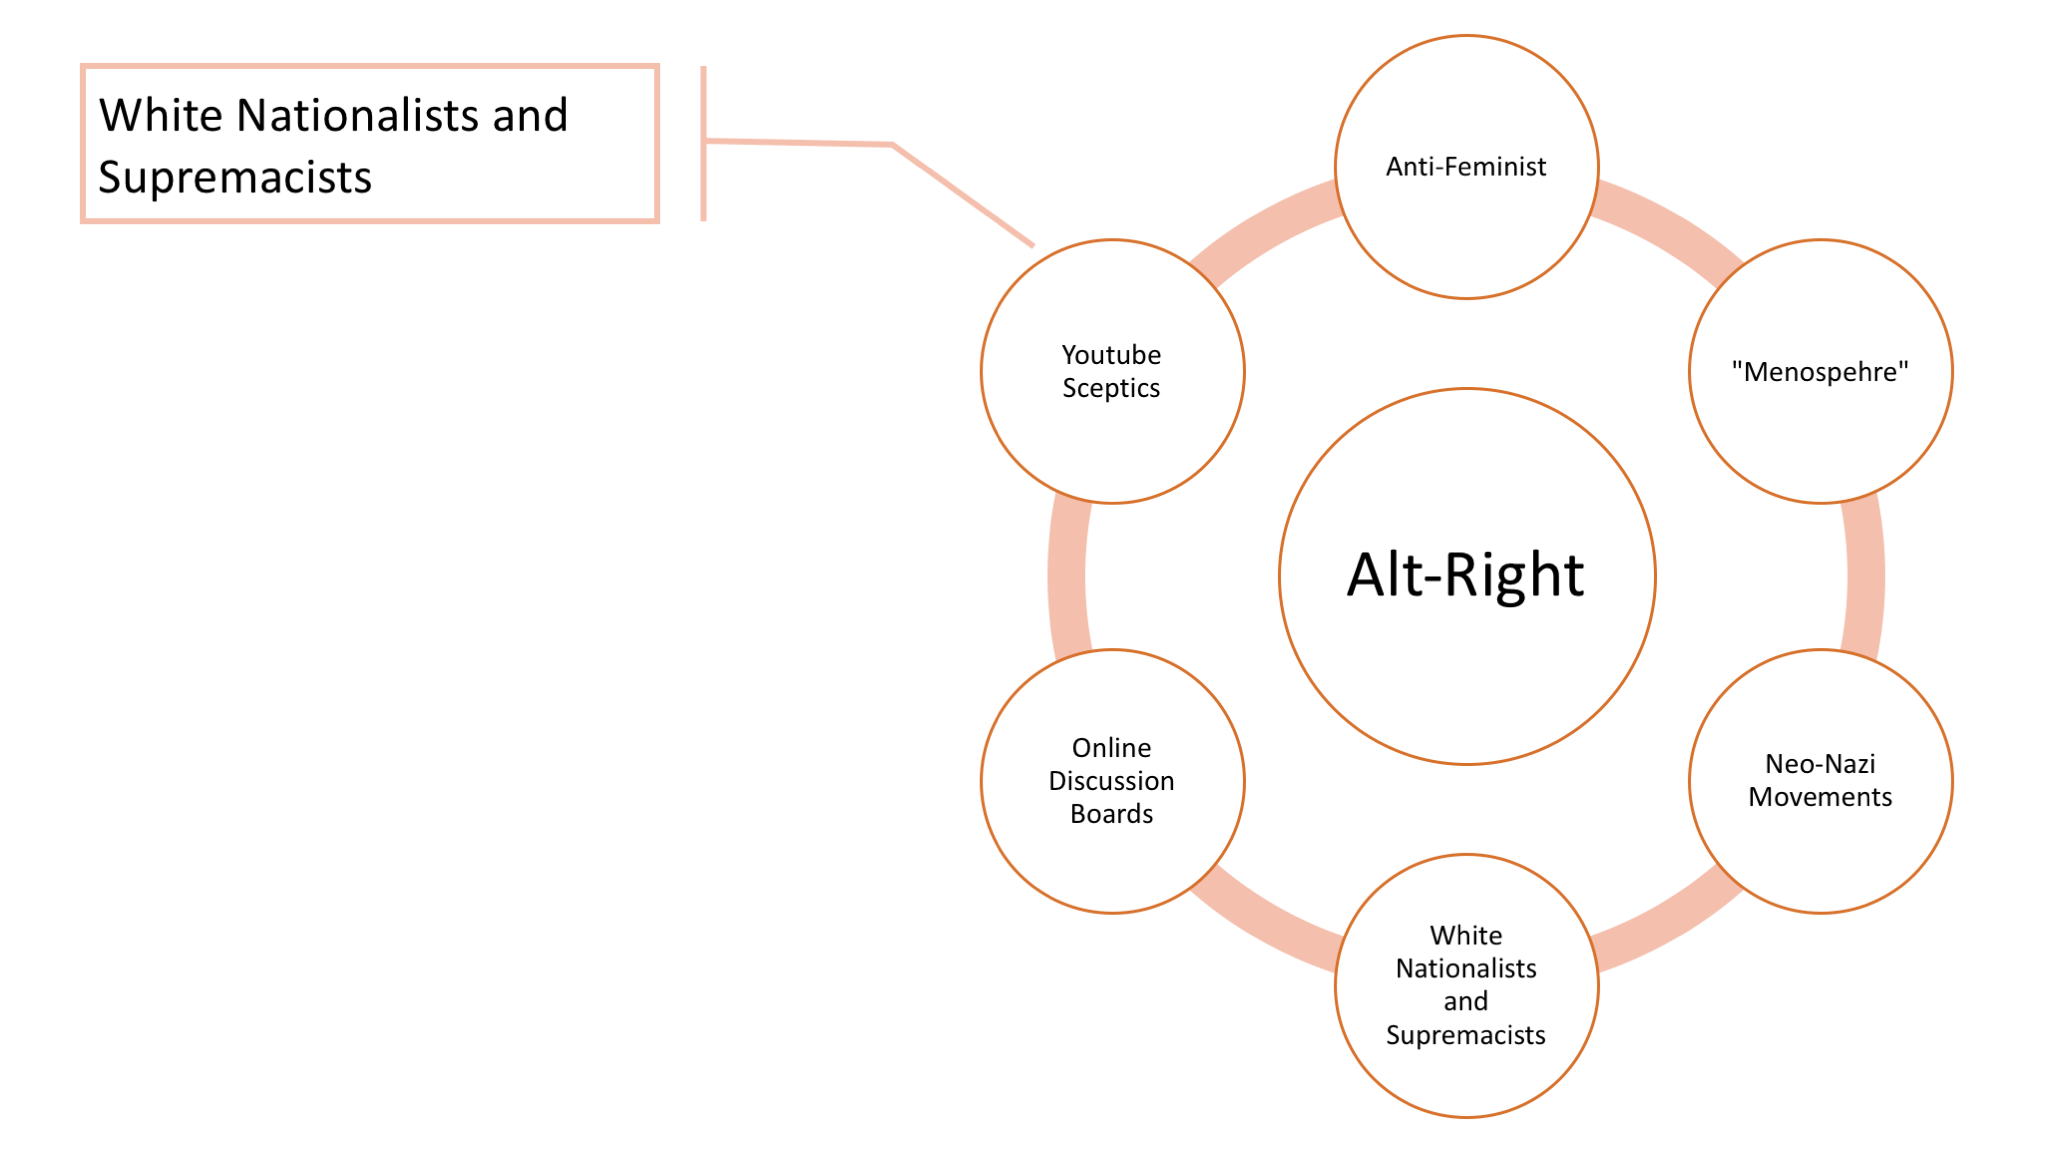 White Nationalists and
Supremacists
Anti-Feminist
Youtube
Sceptics
"Menospehre"
Alt-Right
Online
Discussion
Boards
Neo-Nazi
Movements
White
Nationalists
and
Supremacists